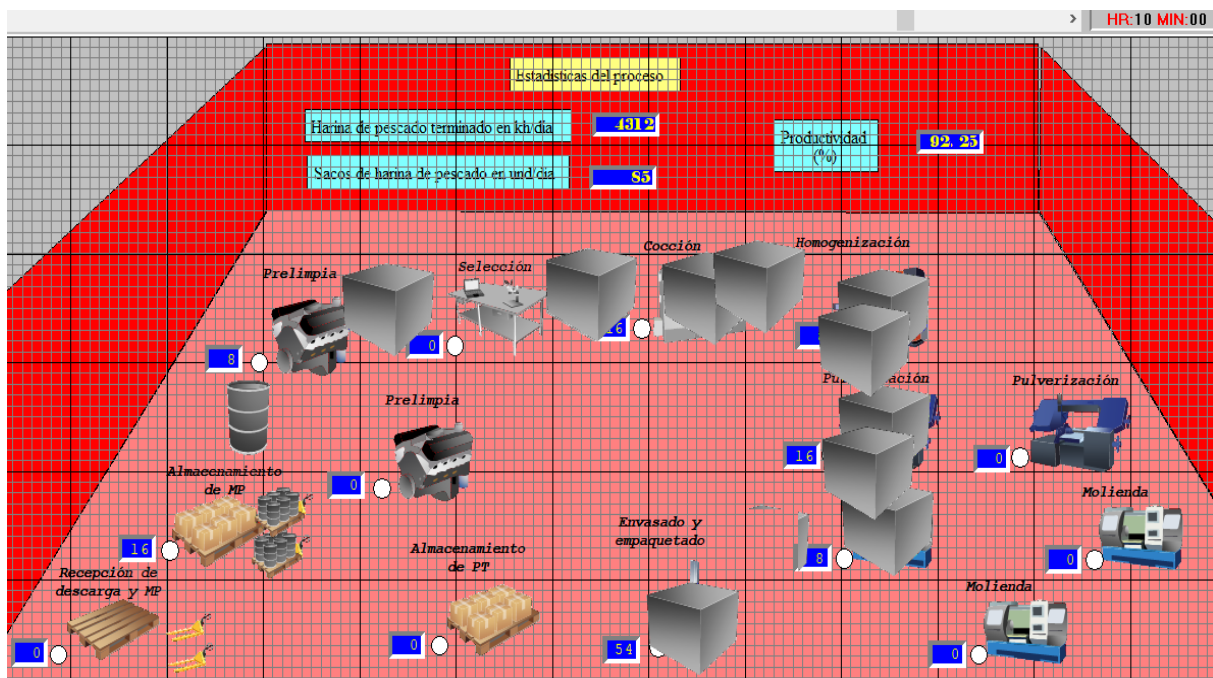 HR:10 MIN:00
Estadísticas del proceso
Harina de pescado terminado en kh/día
4312
Productividad
(%)
92.25
Sacos de harina de pescado en und/día
85
Cocción
Homogenización
Prelimpia
Selección
0
8
Pulverización
Prelimpia
16
0
Almacenamiento
de MP
0
Molienda
Envasado y
empaquetado
16
Almacenamiento
de PT
8
0
Recepción de
descarga y MP
Molienda
0
0
54
0